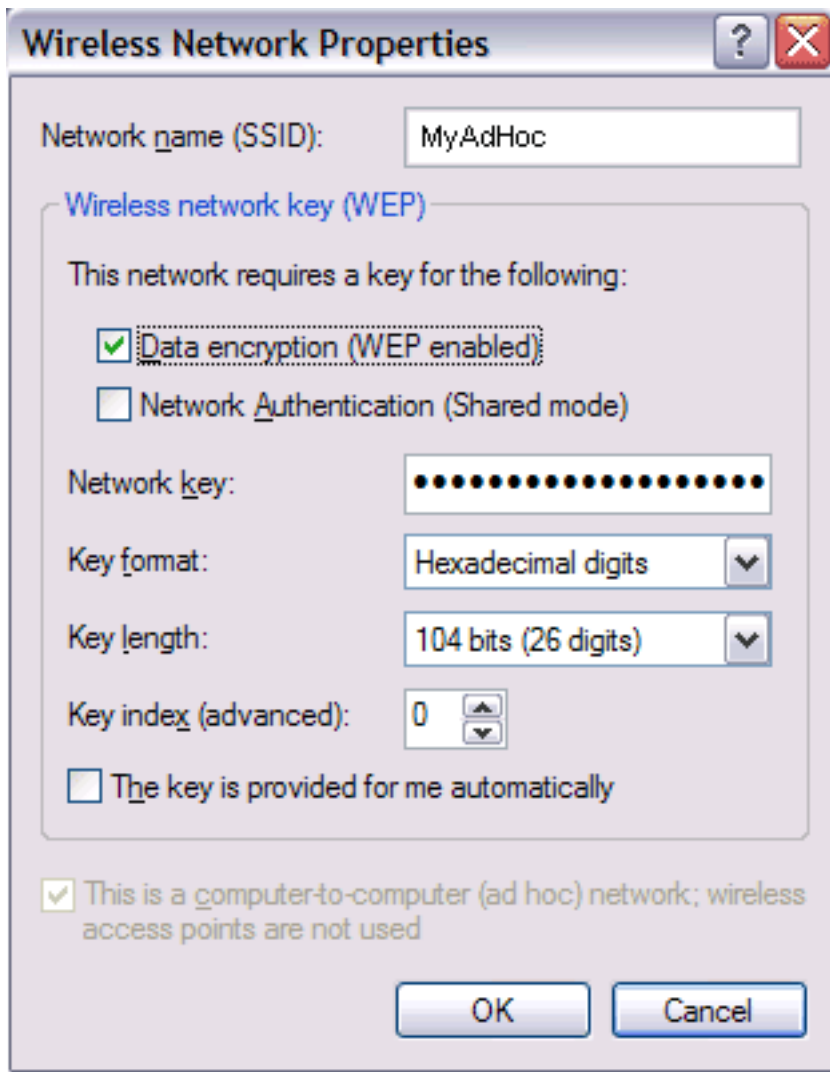 Wireless Network Properties
Network name (SSID): MyAdHoc
Wireless network key (WEP)
This network requires a key for the following:
Data encryption (WEP enabled)
Network Authentication (Shared mode)
Network key: •••••••••••••••••••
Key format: Hexadecimal digits
Key length: 104 bits (26 digits)
Key index (advanced): 0
The key is provided for me automatically
This is a computer-to-computer (ad hoc) network; wireless
access points are not used
OK Cancel